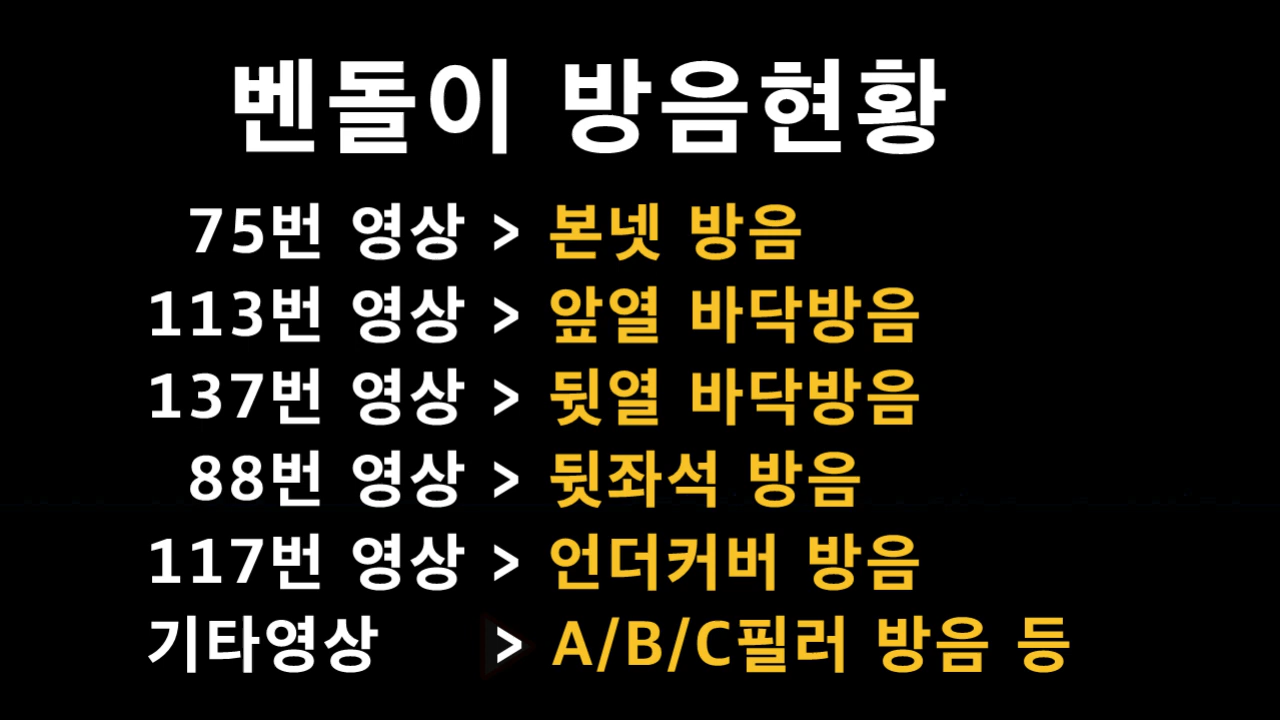 벤돌이 방음현황
75번 영상 > 본넷 방음
113번 영상 > 앞열 바닥방음
137번 영상 > 뒷열 바닥방음
88번 영상 > 뒷좌석 방음
117번 영상 > 언더커버 방음
기타영상 > A/B/C필러 방음 등